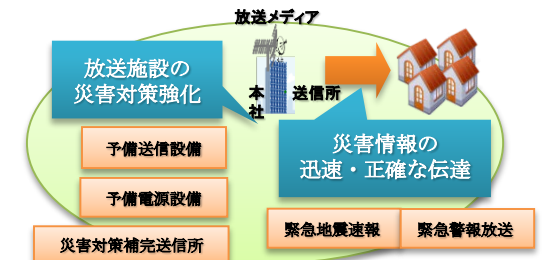 放送メディア
放送施設の
災害対策強化
本社
送信所
災害情報の
迅速・正確な伝達
予備送信設備
予備電源設備
災害対策補完送信所
緊急地震速報
緊急警報放送